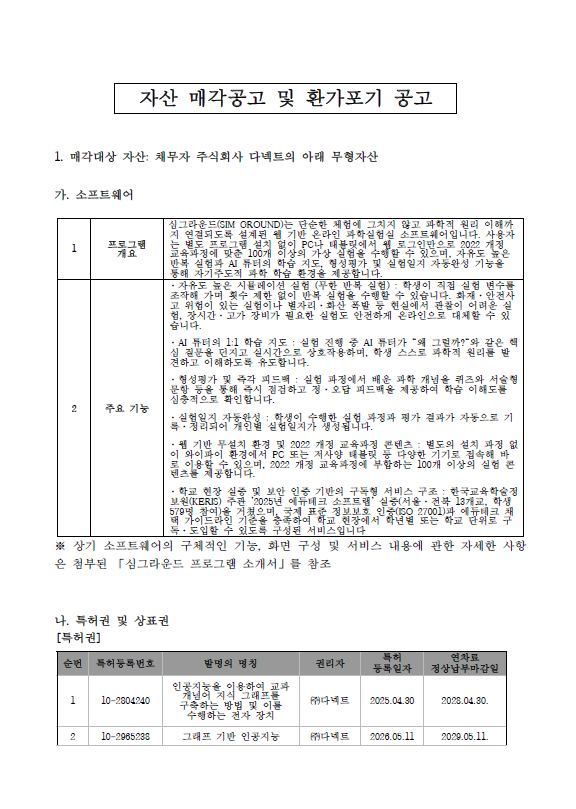 자산 매각공고 및 환가포기 공고
1. 매각대상 자산: 채무자 주식회사 다넥트의 아래 무형자산
가. 소프트웨어
1
프로그램
개요
심그라운드(SIM GROUND)는 단순한 체험에 그치지 않고 과학적 원리 이해까
지 연결되도록 설계된 웹 기반 온라인 과학실험실 소프트웨어입니다. 사용자
는 별도 프로그램 설치 없이 PC나 태블릿에서 웹 로그인만으로 2022 개정
교육과정에 맞춘 100개 이상의 가상 실험을 수행할 수 있으며, 자유도 높은
반복 실험과 AI 튜터의 학습 지도, 형성평가 및 실험일지 자동완성 기능을
통해 자기주도적 과학 학습 환경을 제공합니다.
2
주요 기능
· 자유도 높은 시뮬레이션 실험 (무한 반복 실험) : 학생이 직접 실험 변수를
조작해 가며 횟수 제한 없이 반복 실험을 수행할 수 있습니다. 화재·안전사
고 위험이 있는 실험이나 별자리·화산 폭발 등 현실에서 관찰이 어려운 실
험, 장시간·고가 장비가 필요한 실험도 안전하게 온라인으로 대체할 수 있
습니다.
· AI 튜터의 1:1 학습 지도 : 실험 진행 중 AI 튜터가 "왜 그럴까?"와 같은 핵
심 질문을 던지고 실시간으로 상호작용하며, 학생 스스로 과학적 원리를 발
견하고 이해하도록 유도합니다.
· 형성평가 및 즉각 피드백 : 실험 과정에서 배운 과학 개념을 퀴즈와 서술형
문항 등을 통해 즉시 점검하고 정·오답 피드백을 제공하여 학습 이해도를
심층적으로 확인합니다.
· 실험일지 자동완성 : 학생이 수행한 실험 과정과 평가 결과가 자동으로 기
록·정리되어 개인별 실험일지가 생성됩니다.
· 웹 기반 무설치 환경 및 2022 개정 교육과정 콘텐츠 : 별도의 설치 과정 없
이 와이파이 환경에서 PC 또는 저사양 태블릿 등 다양한 기기로 접속해 바
로 이용할 수 있으며, 2022 개정 교육과정에 부합하는 100개 이상의 실험 콘
텐츠를 제공합니다.
· 학교 현장 실증 및 보안 인증 기반의 구독형 서비스 구조 : 한국교육학술정
보원(KERIS) 주관 '2025년 에듀테크 소프트랩' 실증(서울·전북 13개교, 학생
579명 참여)을 거쳤으며, 국제 표준 정보보호 인증(ISO 27001)과 에듀테크 채
택 가이드라인 기준을 충족하여 학교 현장에서 학년별 또는 학교 단위로 구
독·도입할 수 있도록 구성된 서비스입니다
※ 상기 소프트웨어의 구체적인 기능, 화면 구성 및 서비스 내용에 관한 자세한 사항
은 첨부된 「심그라운드 프로그램 소개서」를 참조
나. 특허권 및 상표권
[특허권]
순번 특허등록번호 발명의 명칭 권리자 특허 등록일자 연차료 정상납부마감일
1 10-2804240 인공지능을 이용하여 교과 개념어 지식 그래프를 구축하는 방법 및 이를 수행하는 전자 장치 ㈜다넥트 2025.04.30 2028.04.30.
2 10-2965238 그래프 기반 인공지능 ㈜다넥트 2026.05.11 2029.05.11.